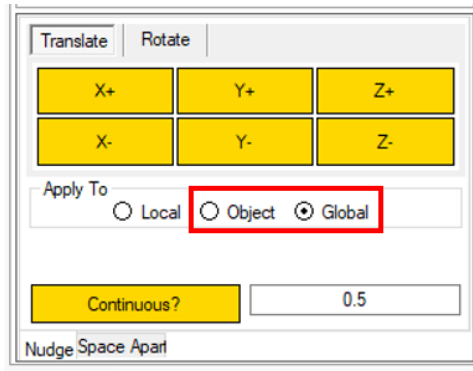 Translate Rotate
X+ Y+ Z+
X- Y- Z-
Apply To
Local Object Global
Continuous? 0.5
Nudge Space Apart